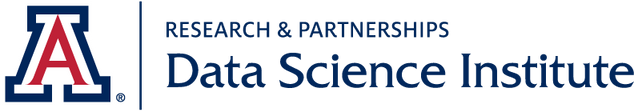 A®
RESEARCH & PARTNERSHIPS
Data Science Institute